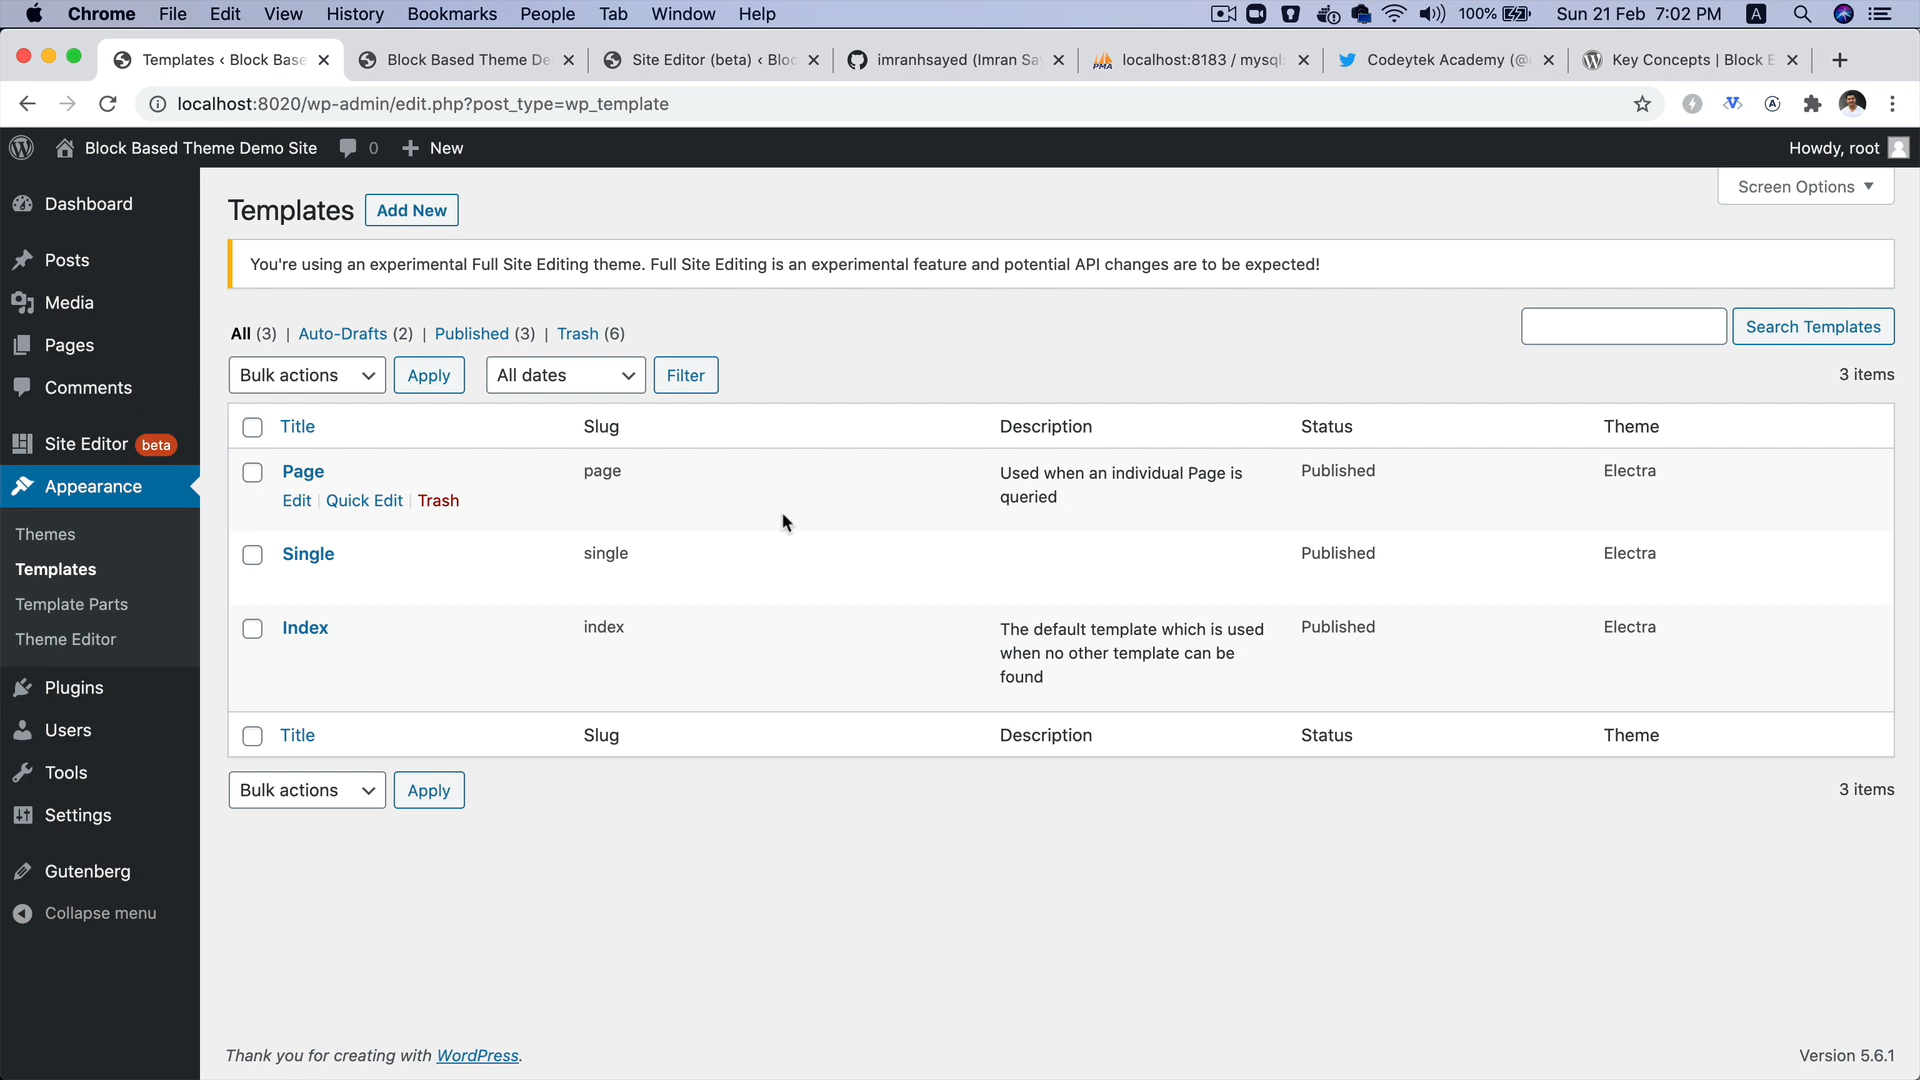 Chrome File Edit View History Bookmarks People Tab Window Help 100% Sun 21 Feb 7:02 PM A
Templates ‹ Block Base Block Based Theme De Site Editor (beta) ‹ Bloc imranhsayed (Imran Sa PMA localhost:8183 / mysql: Codeytek Academy (@c Key Concepts | Block E
localhost:8020/wp-admin/edit.php?post_type=wp_template
Block Based Theme Demo Site 0 New Howdy, root
Screen Options
Dashboard
Posts
Media
Pages
Comments
Site Editor beta
Appearance
Themes
Templates
Template Parts
Theme Editor
Plugins
Users
Tools
Settings
Gutenberg
Collapse menu
Templates Add New
You're using an experimental Full Site Editing theme. Full Site Editing is an experimental feature and potential API changes are to be expected!
All (3) | Auto-Drafts (2) | Published (3) | Trash (6) Search Templates
Bulk actions Apply All dates Filter 3 items
Title Slug Description Status Theme
Page page Used when an individual Page is queried Published Electra
Edit | Quick Edit | Trash
Single single Published Electra
Index index The default template which is used Published Electra
when no other template can be
found
Title Slug Description Status Theme
Bulk actions Apply 3 items
Thank you for creating with WordPress. Version 5.6.1